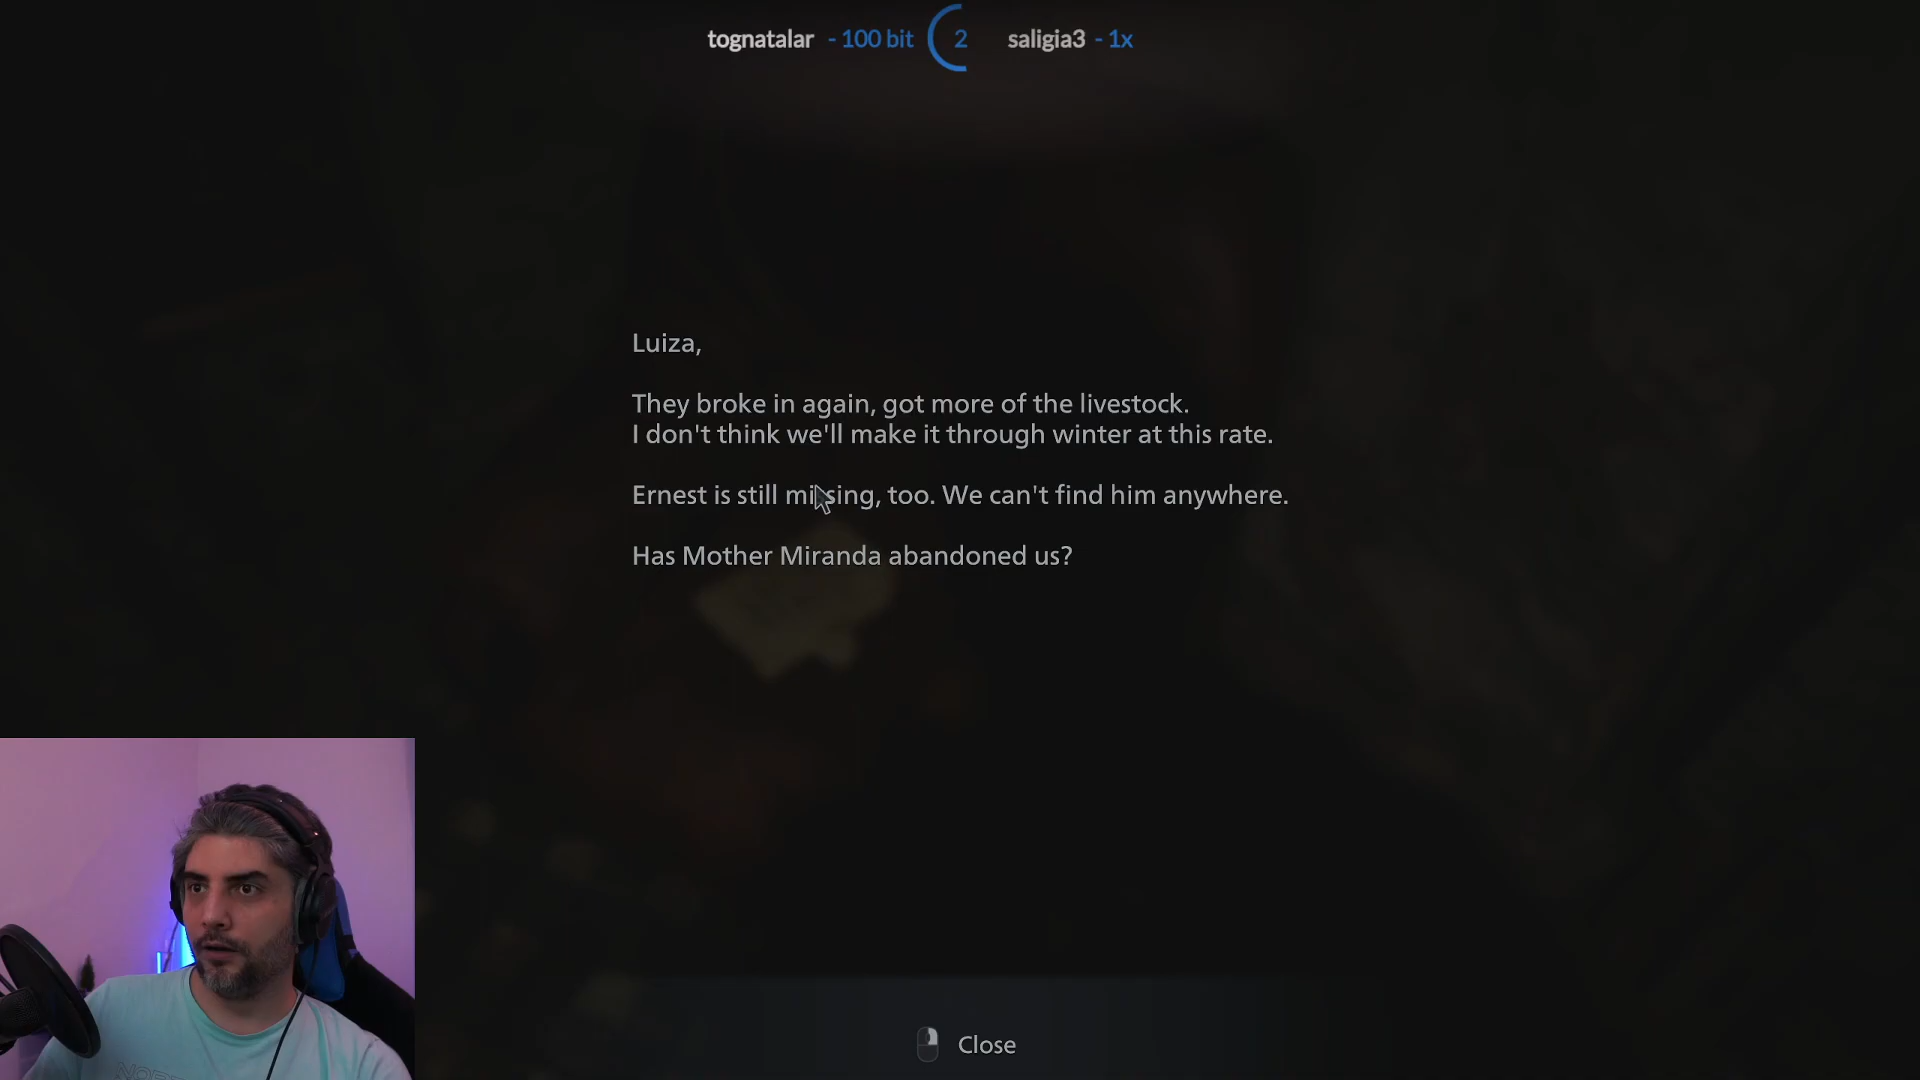 tognatalar - 100 bit 2 saligia3 - 1x
Luiza,
They broke in again, got more of the livestock.
I don't think we'll make it through winter at this rate.
Ernest is still missing, too. We can't find him anywhere.
Has Mother Miranda abandoned us?
Close